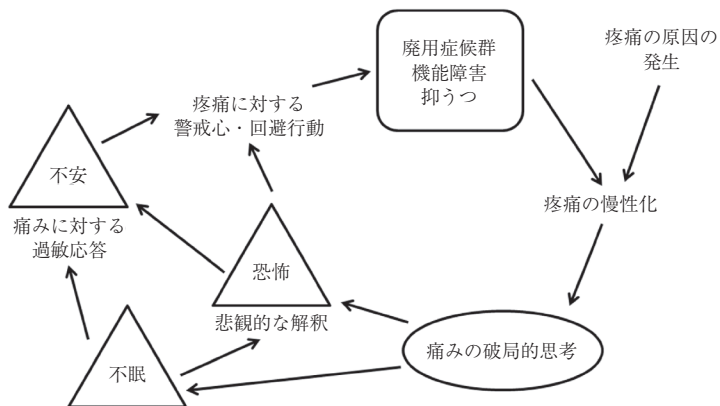 廃用症候群
機能障害
抑うつ
疼痛の原因の
発生
疼痛に対する
警戒心・回避行動
不安
痛みに対する
過敏応答
疼痛の慢性化
恐怖
悲観的な解釈
痛みの破局的思考
不眠